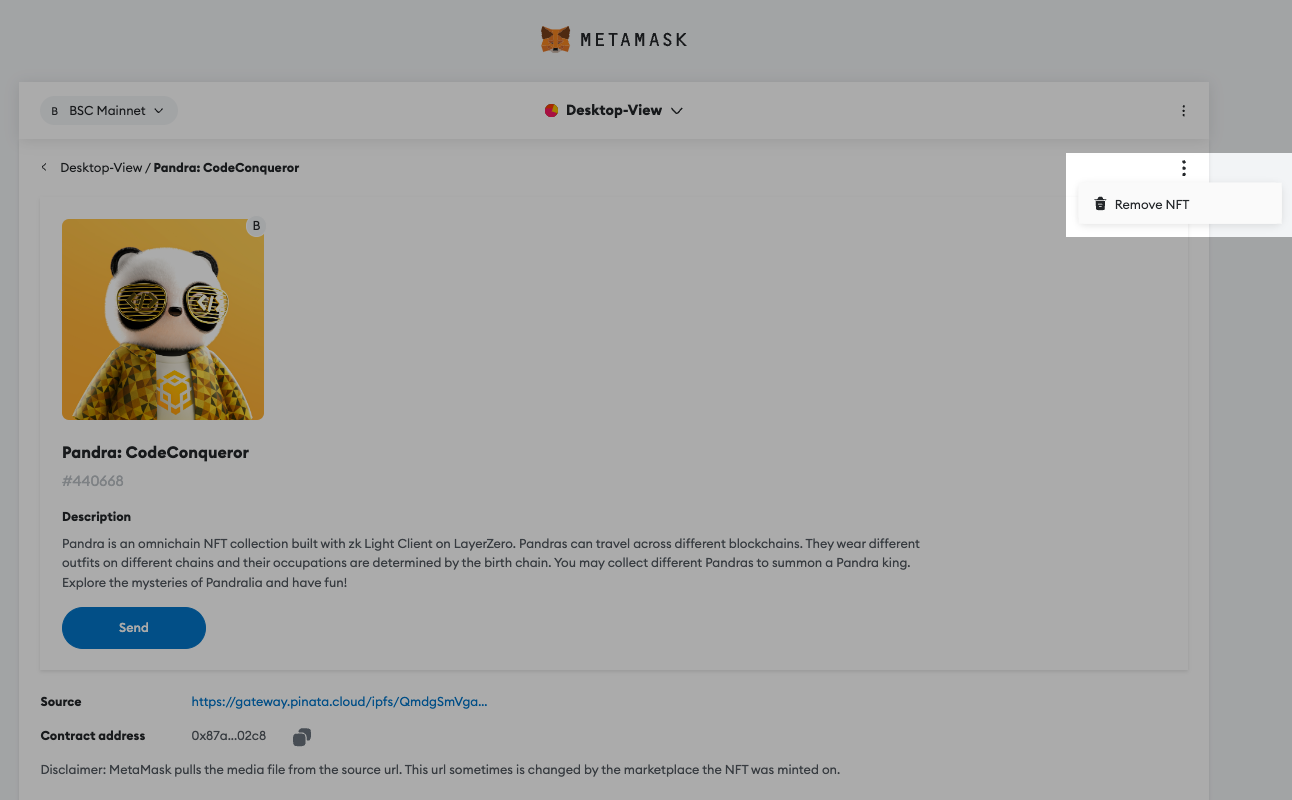 METAMASK
B BSC Mainnet
Desktop-View
Desktop-View / Pandra: CodeConqueror
Remove NFT
B
</>
Pandra: CodeConqueror
#440668
Description
Pandra is an omnichain NFT collection built with zk Light Client on LayerZero. Pandras can travel across different blockchains. They wear different
outfits on different chains and their occupations are determined by the birth chain. You may collect different Pandras to summon a Pandra king.
Explore the mysteries of Pandralia and have fun!
Send
Source https://gateway.pinata.cloud/ipfs/QmdgSmVga...
Contract address 0x87a...02c8
Disclaimer: MetaMask pulls the media file from the source url. This url sometimes is changed by the marketplace the NFT was minted on.